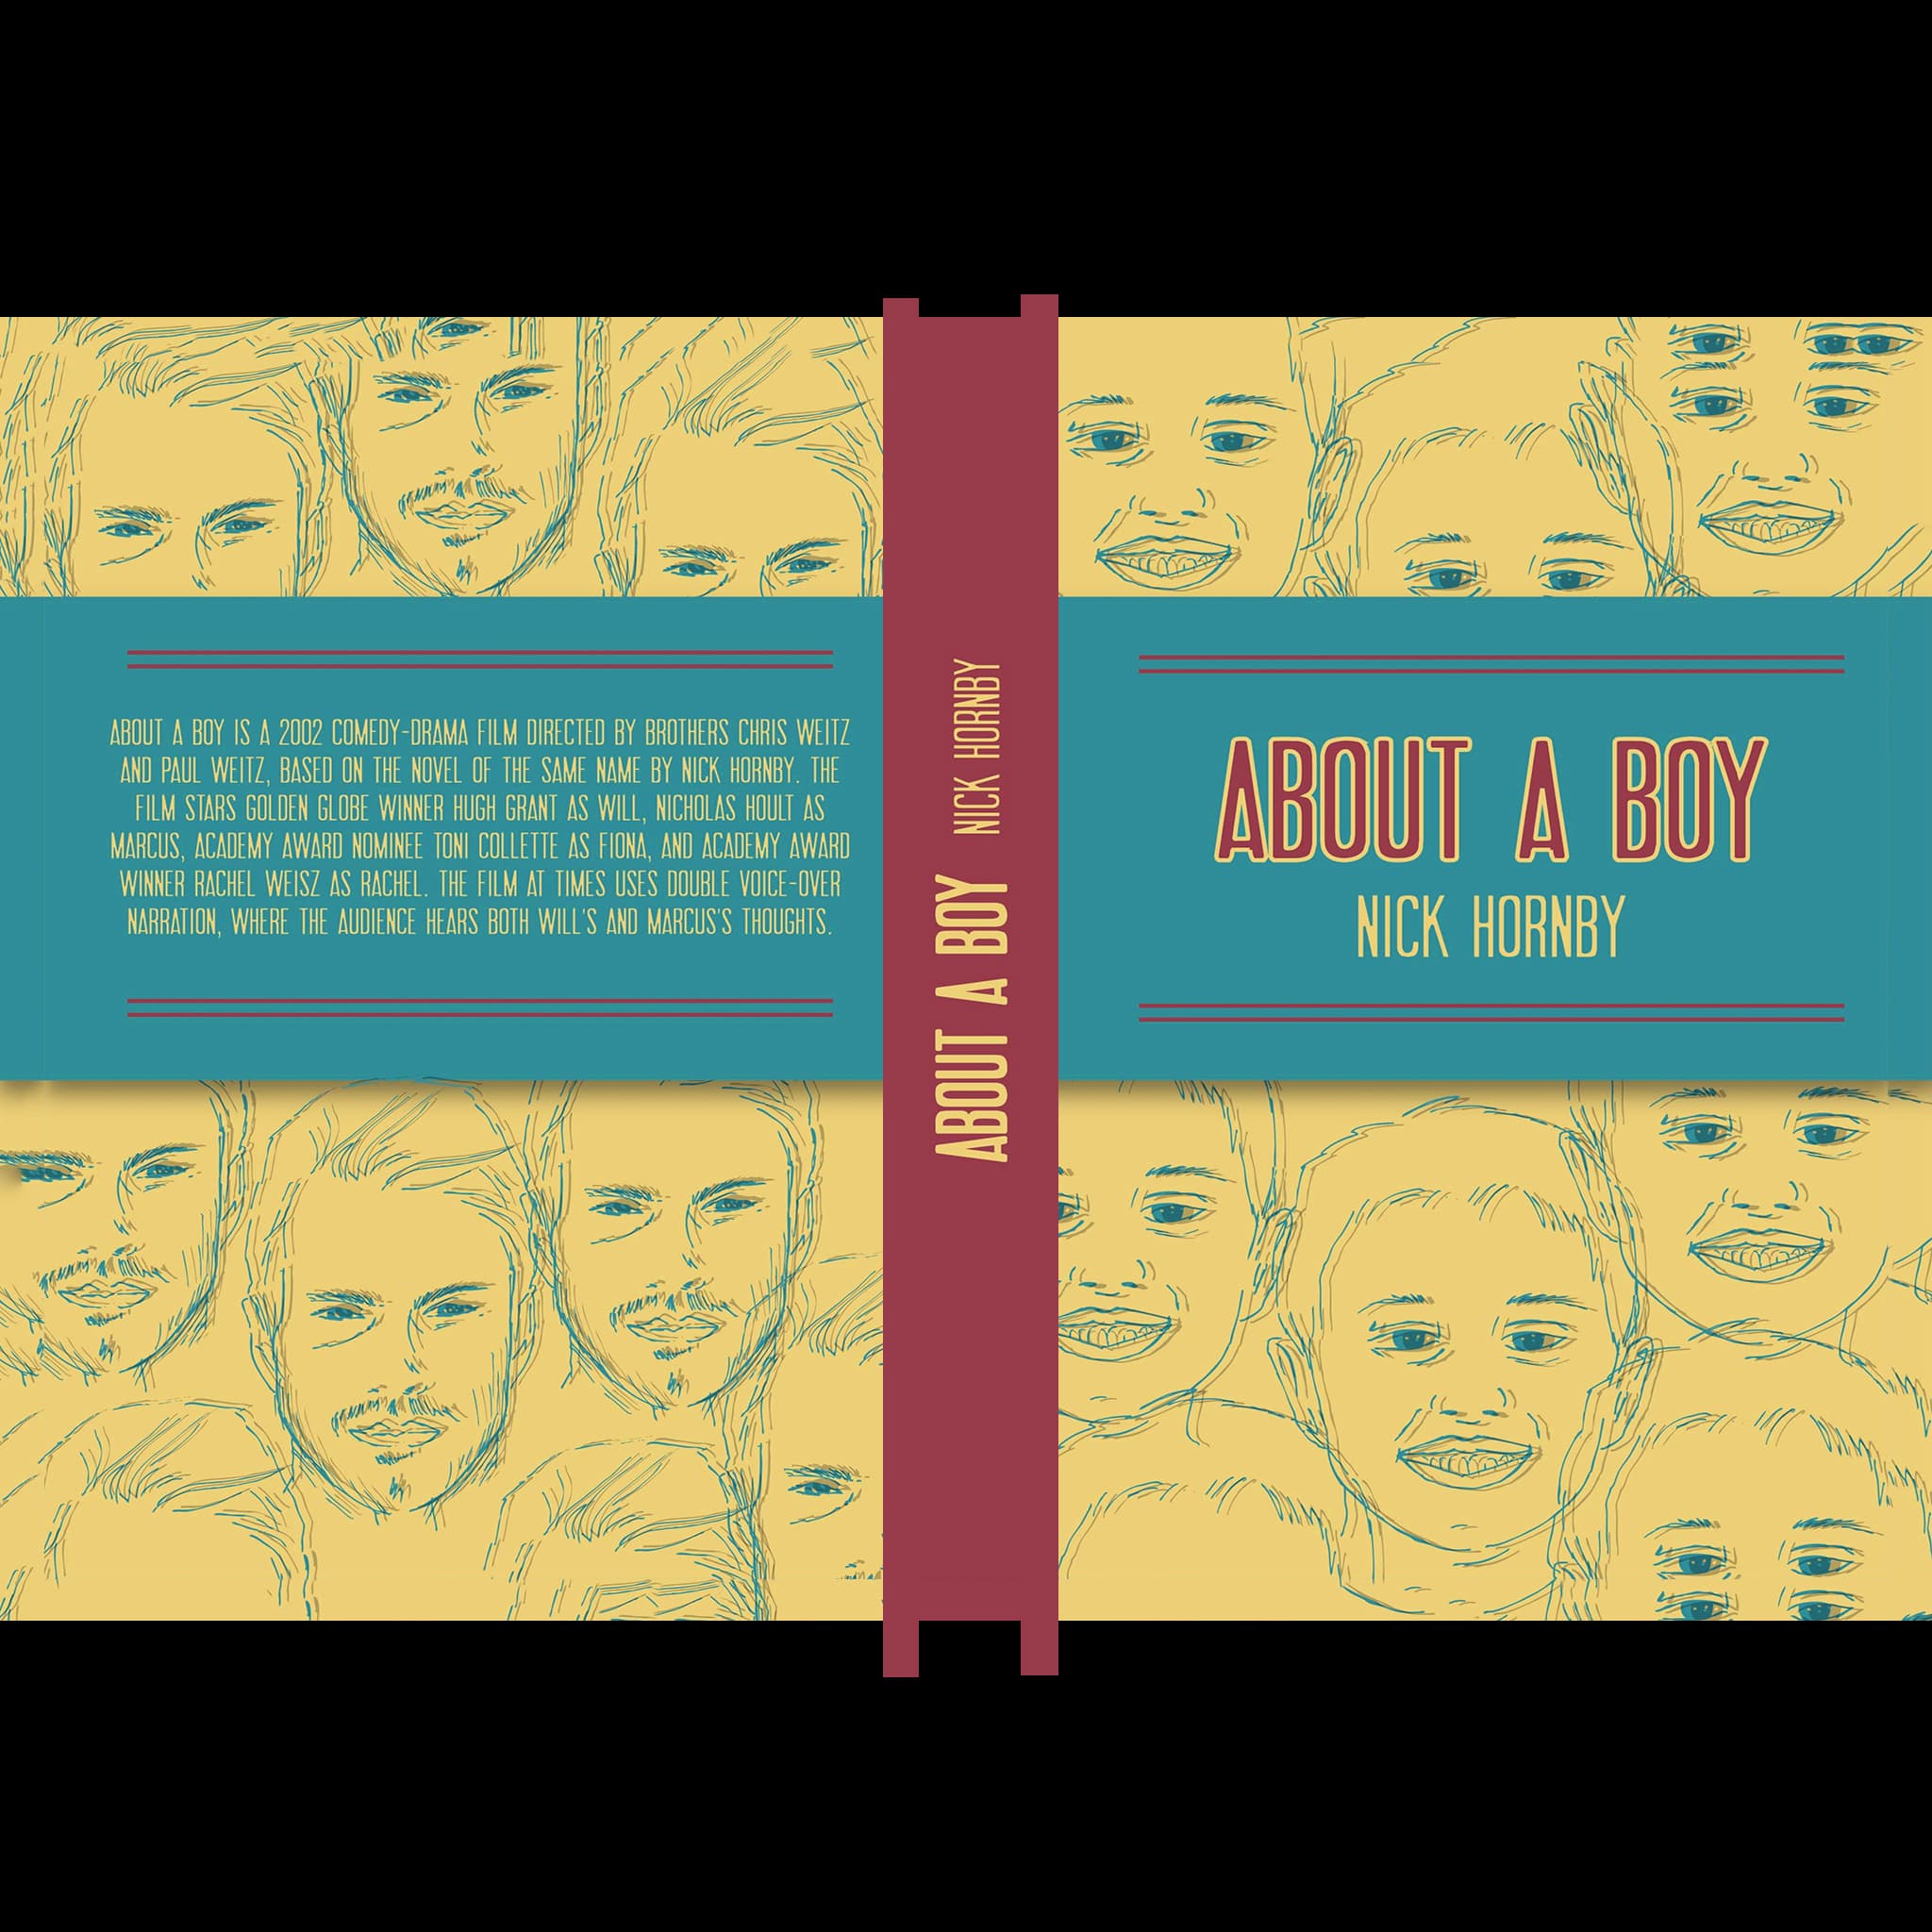 ABOUT A BOY IS A 2002 COMEDY-DRAMA FILM DIRECTED BY BROTHERS CHRIS WEITZ
AND PAUL WEITZ, BASED ON THE NOVEL OF THE SAME NAME BY NICK HORNBY. THE
FILM STARS GOLDEN GLOBE WINNER HUGH GRANT AS WILL, NICHOLAS HOULT AS
MARCUS, ACADEMY AWARD NOMINEE TONI COLLETTE AS FIONA, AND ACADEMY AWARD
WINNER RACHEL WEISZ AS RACHEL. THE FILM AT TIMES USES DOUBLE VOICE-OVER
NARRATION, WHERE THE AUDIENCE HEARS BOTH WILL'S AND MARCUS'S THOUGHTS.
ABOUT A BOY NICK HORNBY
ABOUT A BOY
NICK HORNBY